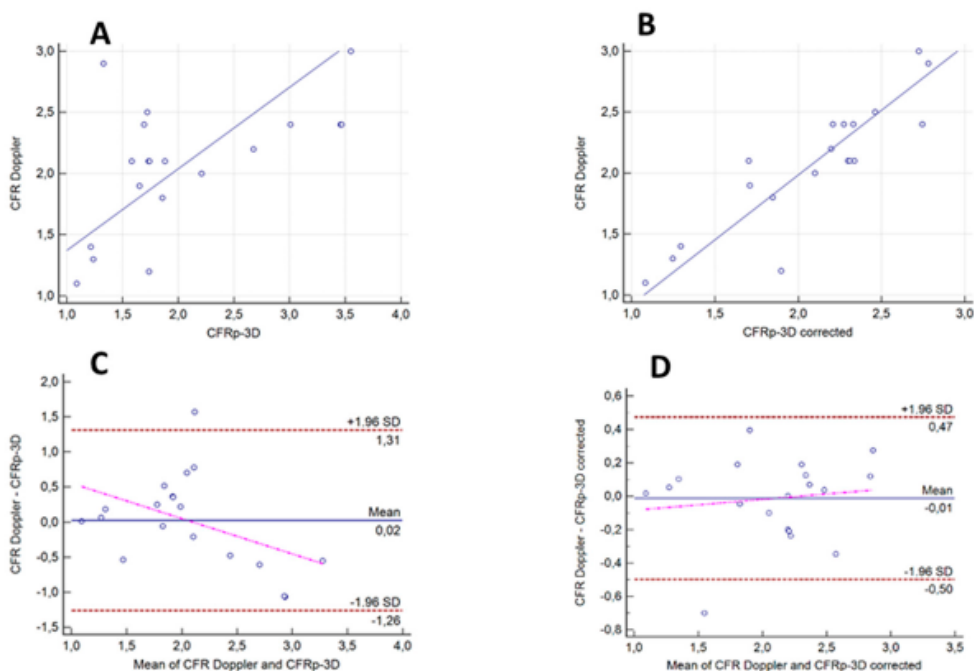 A
CFR Doppler
3,0
2,5
2,0
1,5
1,0
1,0 1,5 2,0 2,5 3,0 3,5 4,0
CFRp-3D
B
CFR Doppler
3,0
2,5
2,0
1,5
1,0
1,0 1,5 2,0 2,5 3,0
CFRp-3D corrected
C
CFR Doppler - CFRp-3D
2,0
1,5
1,0
0,5
0,0
-0,5
-1,0
-1,5
+1.96 SD
1,31
Mean
0,02
-1.96 SD
-1,26
1,0 1,5 2,0 2,5 3,0 3,5 4,0
Mean of CFR Doppler and CFRp-3D
D
CFR Doppler - CFRp-3D corrected
0,6
0,4
0,2
0,0
-0,2
-0,4
-0,6
-0,8
+1.96 SD
0,47
Mean
-0,01
-1.96 SD
-0,50
1,0 1,5 2,0 2,5 3,0 3,5
Mean of CFR Doppler and CFRp-3D corrected